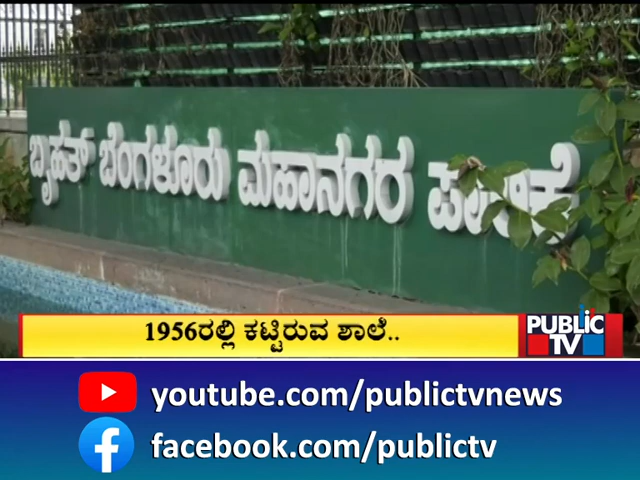 ಬೃಹತ್ ಬೆಂಗಳೂರು ಮಹಾನಗರ
1956ರಲ್ಲಿ ಕಟ್ಟಿರುವ ಶಾಲೆ..
PUBLiC
TV
youtube.com/publictvnews
facebook.com/publictv